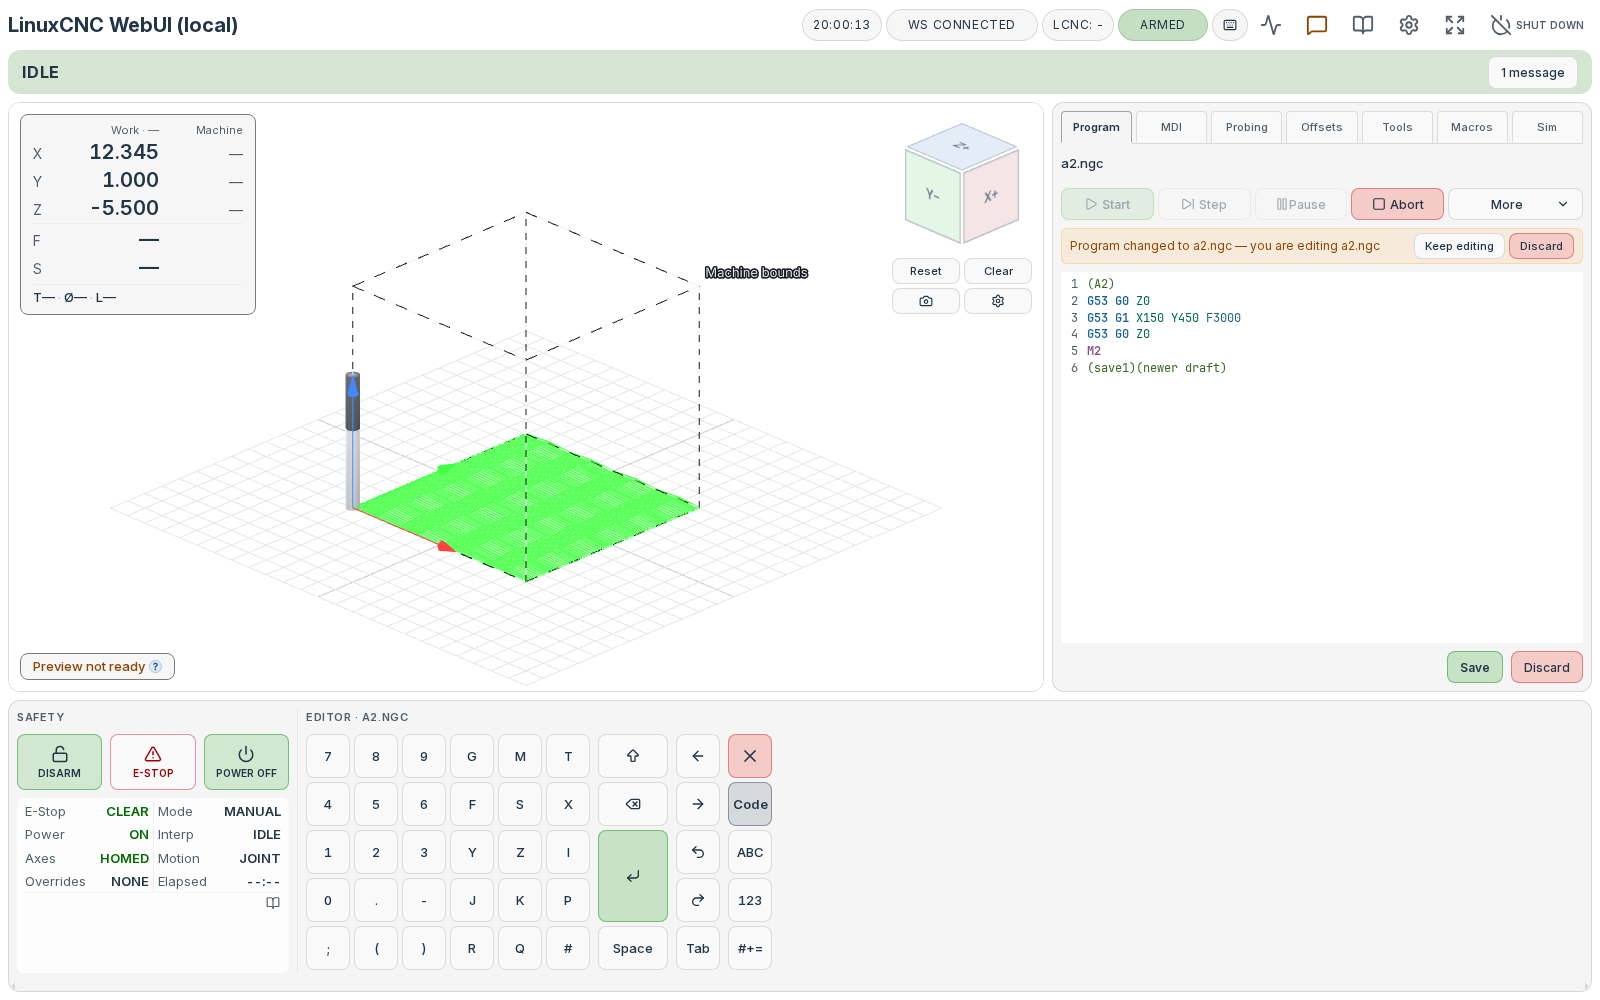 LinuxCNC WebUI (local)
20:00:13
WS CONNECTED
LCNC: -
ARMED
SHUT DOWN
IDLE
1 message
Work · —
Machine
X 12.345 —
Y 1.000 —
Z -5.500 —
F —
S —
T— · Ø— · L—
Z+
Y−
X+
Reset
Clear
Machine bounds
Preview not ready ?
Program
MDI
Probing
Offsets
Tools
Macros
Sim
a2.ngc
Start
Step
Pause
Abort
More
Program changed to a2.ngc — you are editing a2.ngc
Keep editing
Discard
1 (A2)
2 G53 G0 Z0
3 G53 G1 X150 Y450 F3000
4 G53 G0 Z0
5 M2
6 (save1)(newer draft)
Save
Discard
SAFETY
DISARM
E-STOP
POWER OFF
E-Stop CLEAR Mode MANUAL
Power ON Interp IDLE
Axes HOMED Motion JOINT
Overrides NONE Elapsed --:--
EDITOR · A2.NGC
7 8 9 G M T
4 5 6 F S X Code
1 2 3 Y Z I ABC
0 . - J K P 123
; ( ) R Q # Space Tab #+=